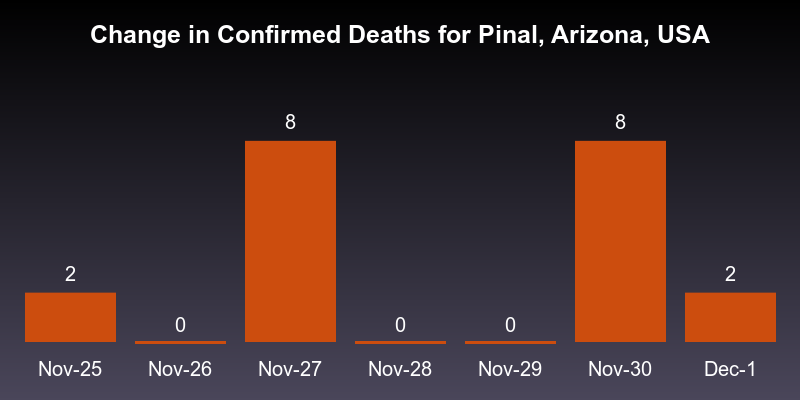 Change in Confirmed Deaths for Pinal, Arizona, USA
8 8
2 2
0 0 0
Nov-25 Nov-26 Nov-27 Nov-28 Nov-29 Nov-30 Dec-1